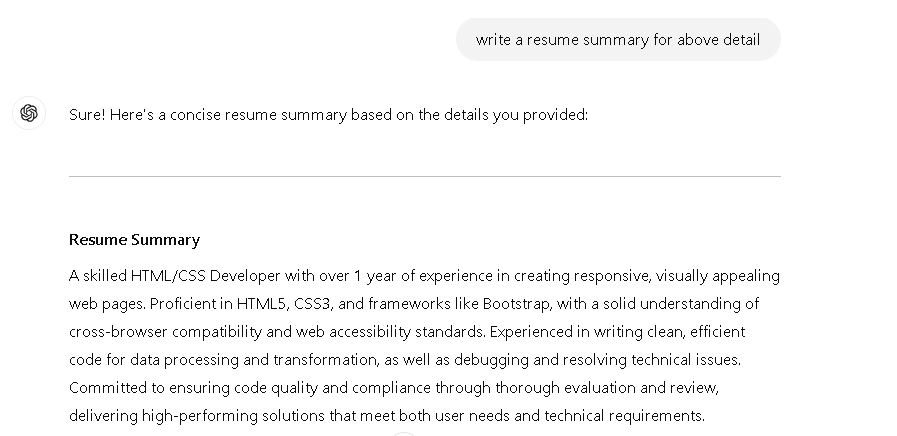 write a resume summary for above detail
Sure! Here's a concise resume summary based on the details you provided:
Resume Summary
A skilled HTML/CSS Developer with over 1 year of experience in creating responsive, visually appealing
web pages. Proficient in HTML5, CSS3, and frameworks like Bootstrap, with a solid understanding of
cross-browser compatibility and web accessibility standards. Experienced in writing clean, efficient
code for data processing and transformation, as well as debugging and resolving technical issues.
Committed to ensuring code quality and compliance through thorough evaluation and review,
delivering high-performing solutions that meet both user needs and technical requirements.